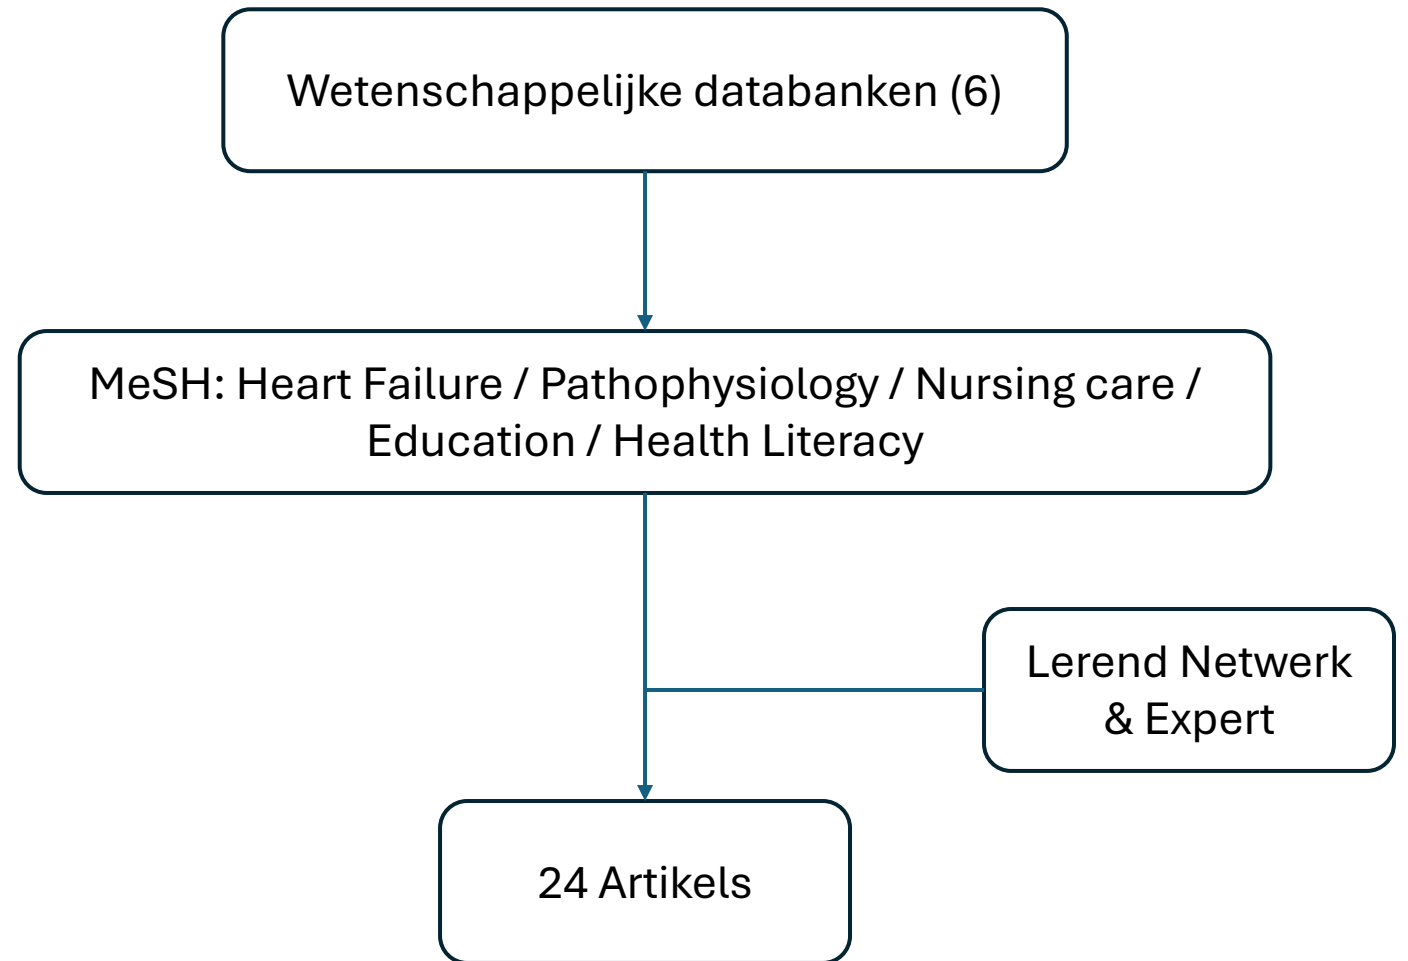 Wetenschappelijke databanken (6)
MeSH: Heart Failure / Pathophysiology / Nursing care /
Education / Health Literacy
Lerend Netwerk
& Expert
24 Artikels